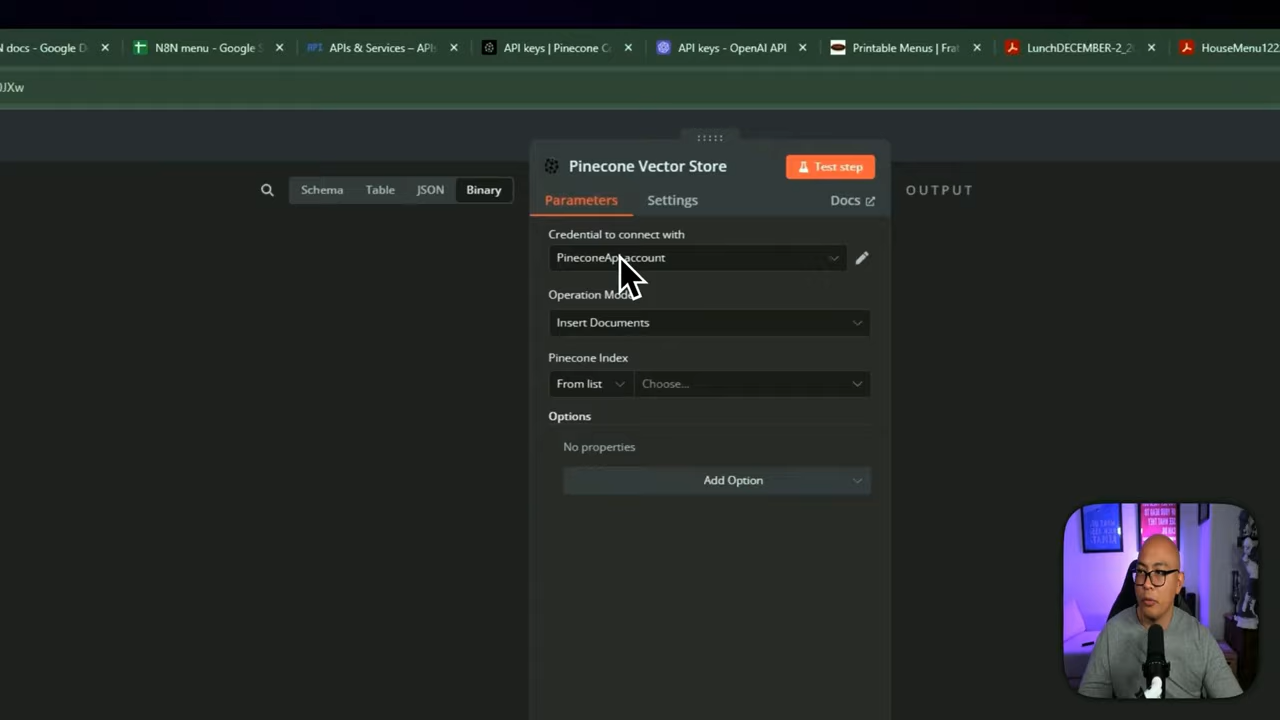 N docs - Google D
N8N menu - Google S
API APIs & Services – APIs
API keys | Pinecone C
API keys - OpenAI API
Printable Menus | Frat
LunchDECEMBER-2_2
HouseMenu122
0JXw
Pinecone Vector Store
Test step
Schema
Table
JSON
Binary
Parameters
Settings
Docs
OUTPUT
Credential to connect with
PineconeApi account
Operation Mode
Insert Documents
Pinecone Index
From list
Choose...
Options
No properties
Add Option